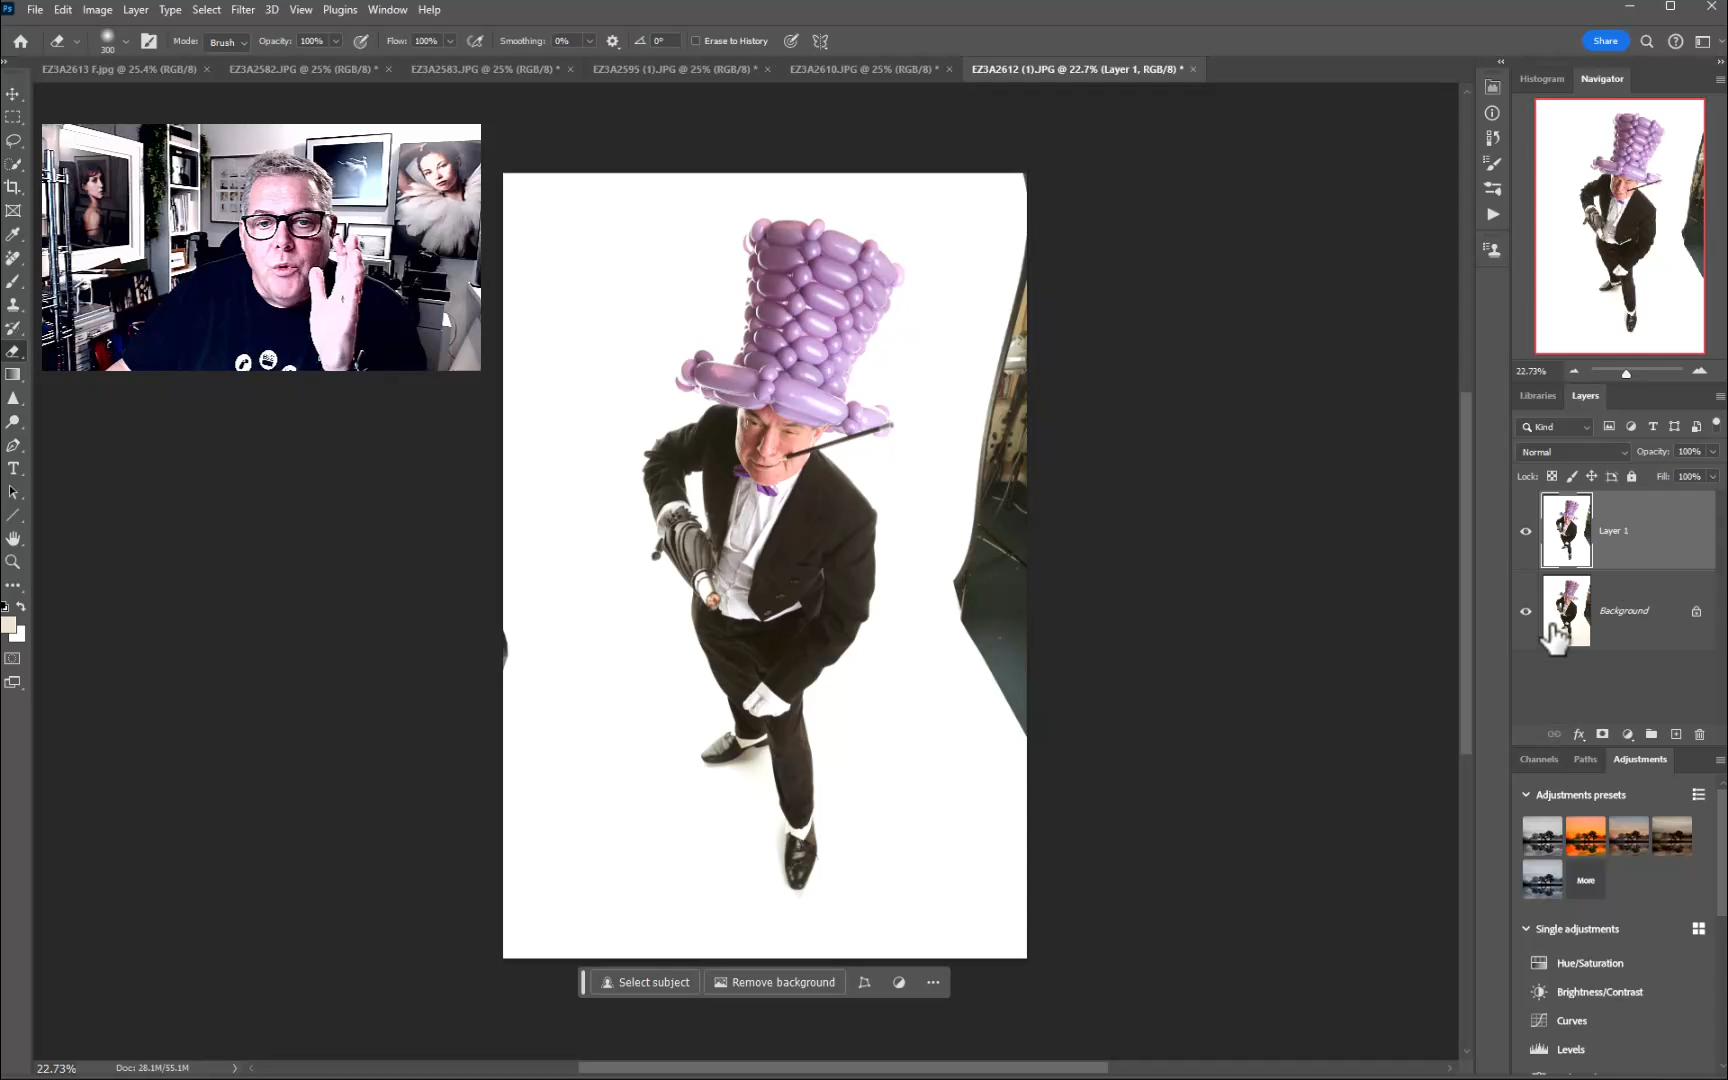 Ps File Edit Image Layer Type Select Filter 3D View Plugins Window Help
300 Mode: Brush Opacity: 100% Flow: 100% Smoothing: 0% 0° Erase to History Share
EZ3A2613 F.jpg @ 25.4% (RGB/8) × EZ3A2582.JPG @ 25% (RGB/8) * × EZ3A2583.JPG @ 25% (RGB/8) * × EZ3A2595 (1).JPG @ 25% (RGB/8) * × EZ3A2610.JPG @ 25% (RGB/8) * × EZ3A2612 (1).JPG @ 22.7% (Layer 1, RGB/8) * ×
Histogram Navigator
22.73%
Libraries Layers
Kind
Normal Opacity: 100%
Lock: Fill: 100%
Layer 1
Background
Channels Paths Adjustments
Adjustments presets
More
Single adjustments
Hue/Saturation
Brightness/Contrast
Curves
Levels
Select subject Remove background
22.73% Doc: 28.1M/55.1M